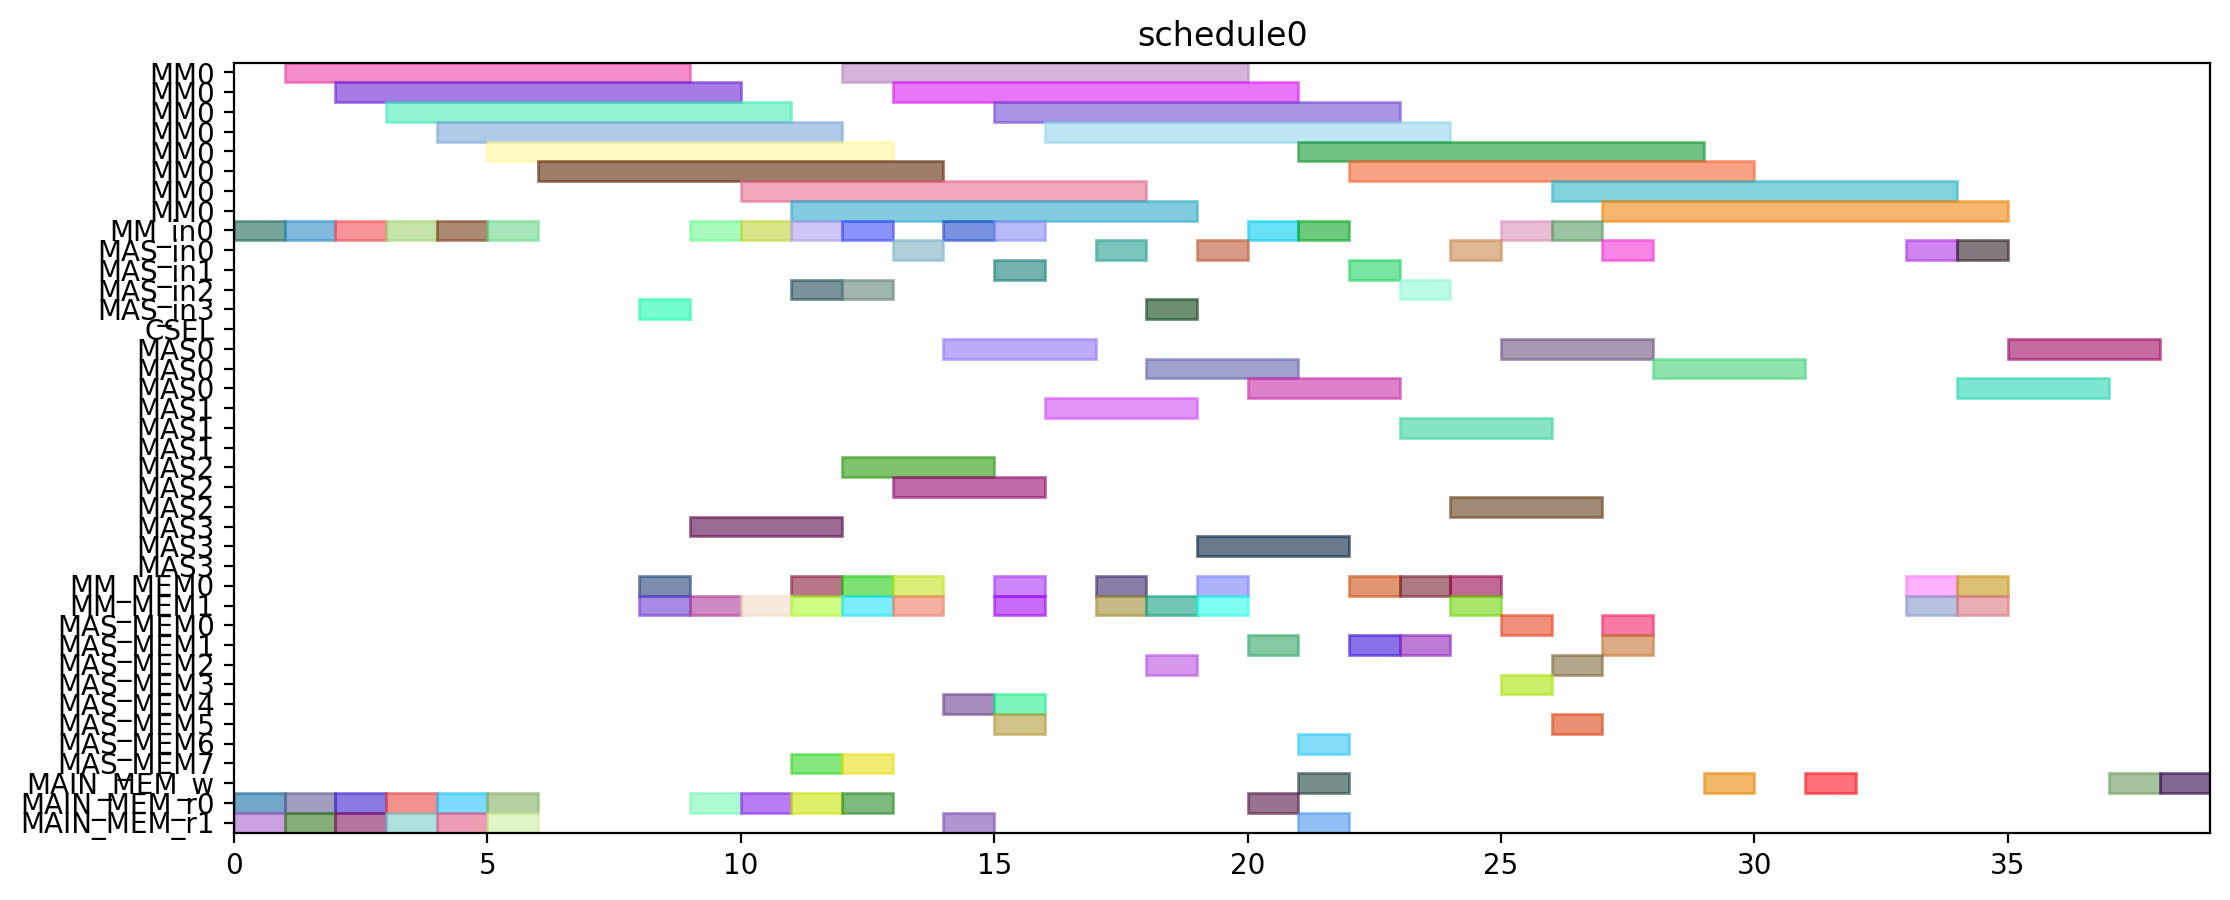 schedule0
MM0
MM0
MM0
MM0
MM0
MM0
MM0
MM0
MM_in0
MAS_in0
MAS_in1
MAS_in2
MAS_in3
CSEL
MAS0
MAS0
MAS0
MAS1
MAS1
MAS1
MAS2
MAS2
MAS2
MAS3
MAS3
MAS3
MM_MEM0
MM_MEM1
MAS_MEM0
MAS_MEM1
MAS_MEM2
MAS_MEM3
MAS_MEM4
MAS_MEM5
MAS_MEM6
MAS_MEM7
MAIN_MEM_w
MAIN_MEM_r0
MAIN_MEM_r1
0 5 10 15 20 25 30 35